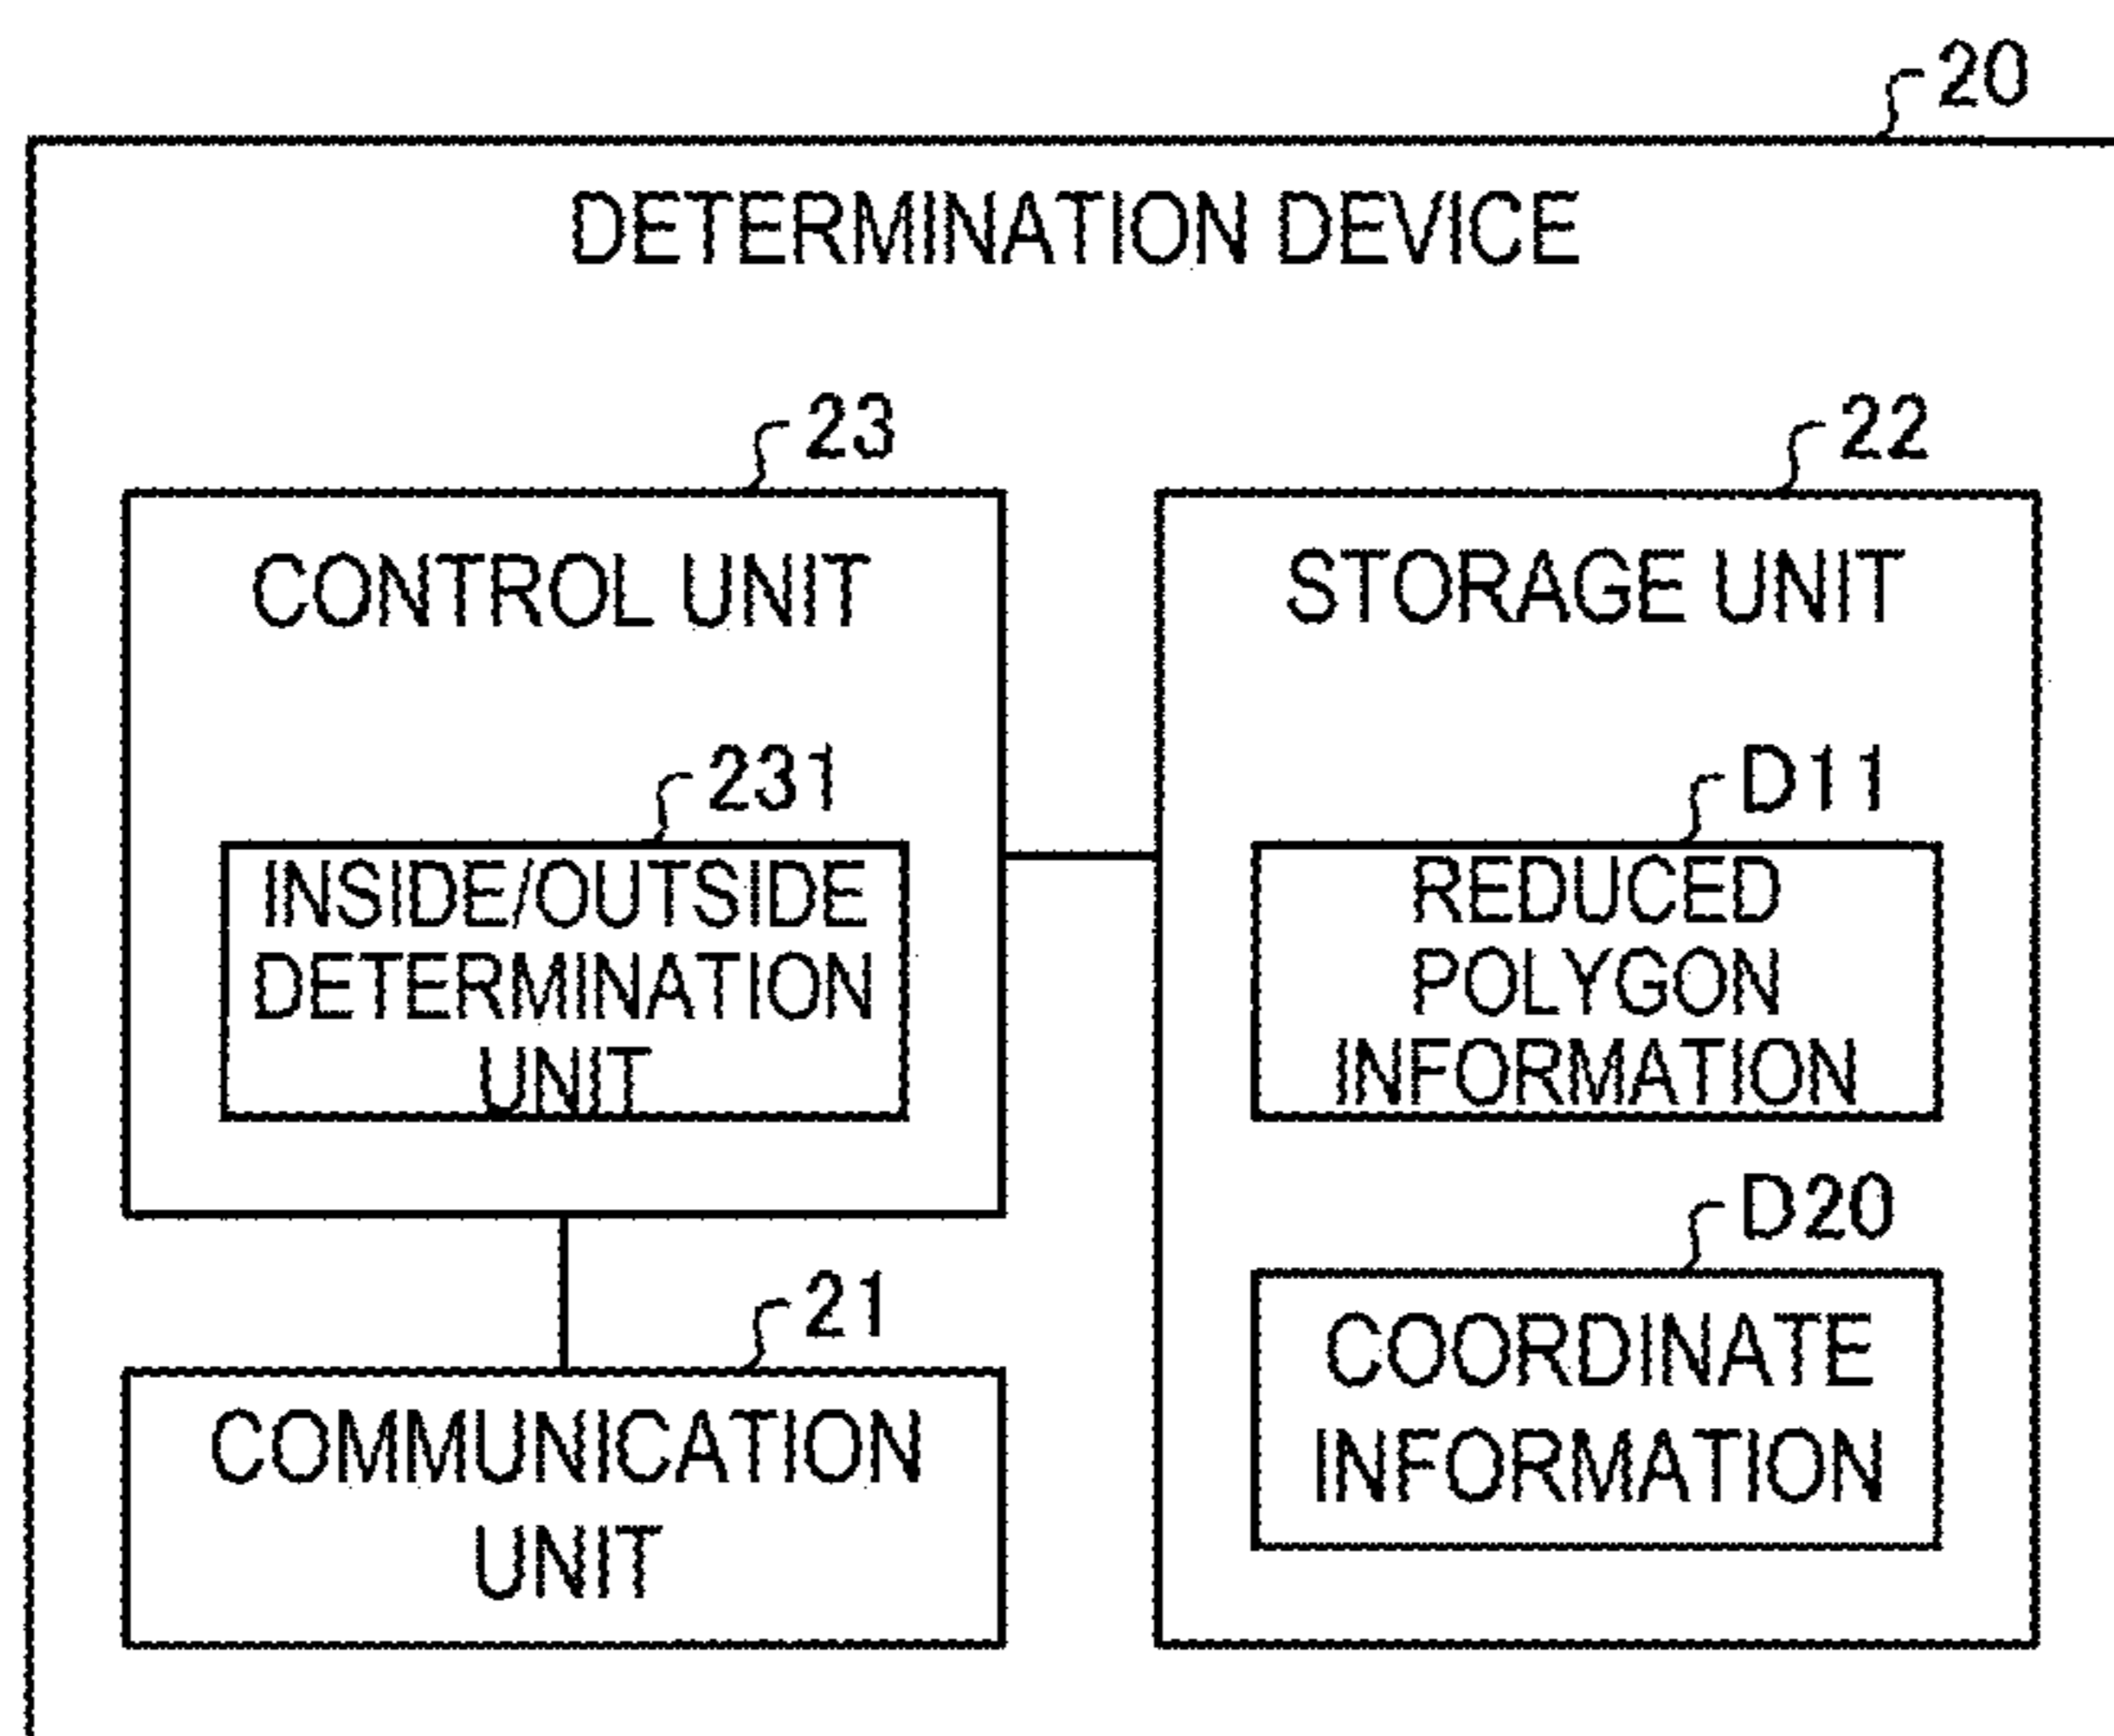 20
DETERMINATION DEVICE
23
CONTROL UNIT
231
INSIDE/OUTSIDE
DETERMINATION
UNIT
21
COMMUNICATION
UNIT
22
STORAGE UNIT
D11
REDUCED
POLYGON
INFORMATION
D20
COORDINATE
INFORMATION